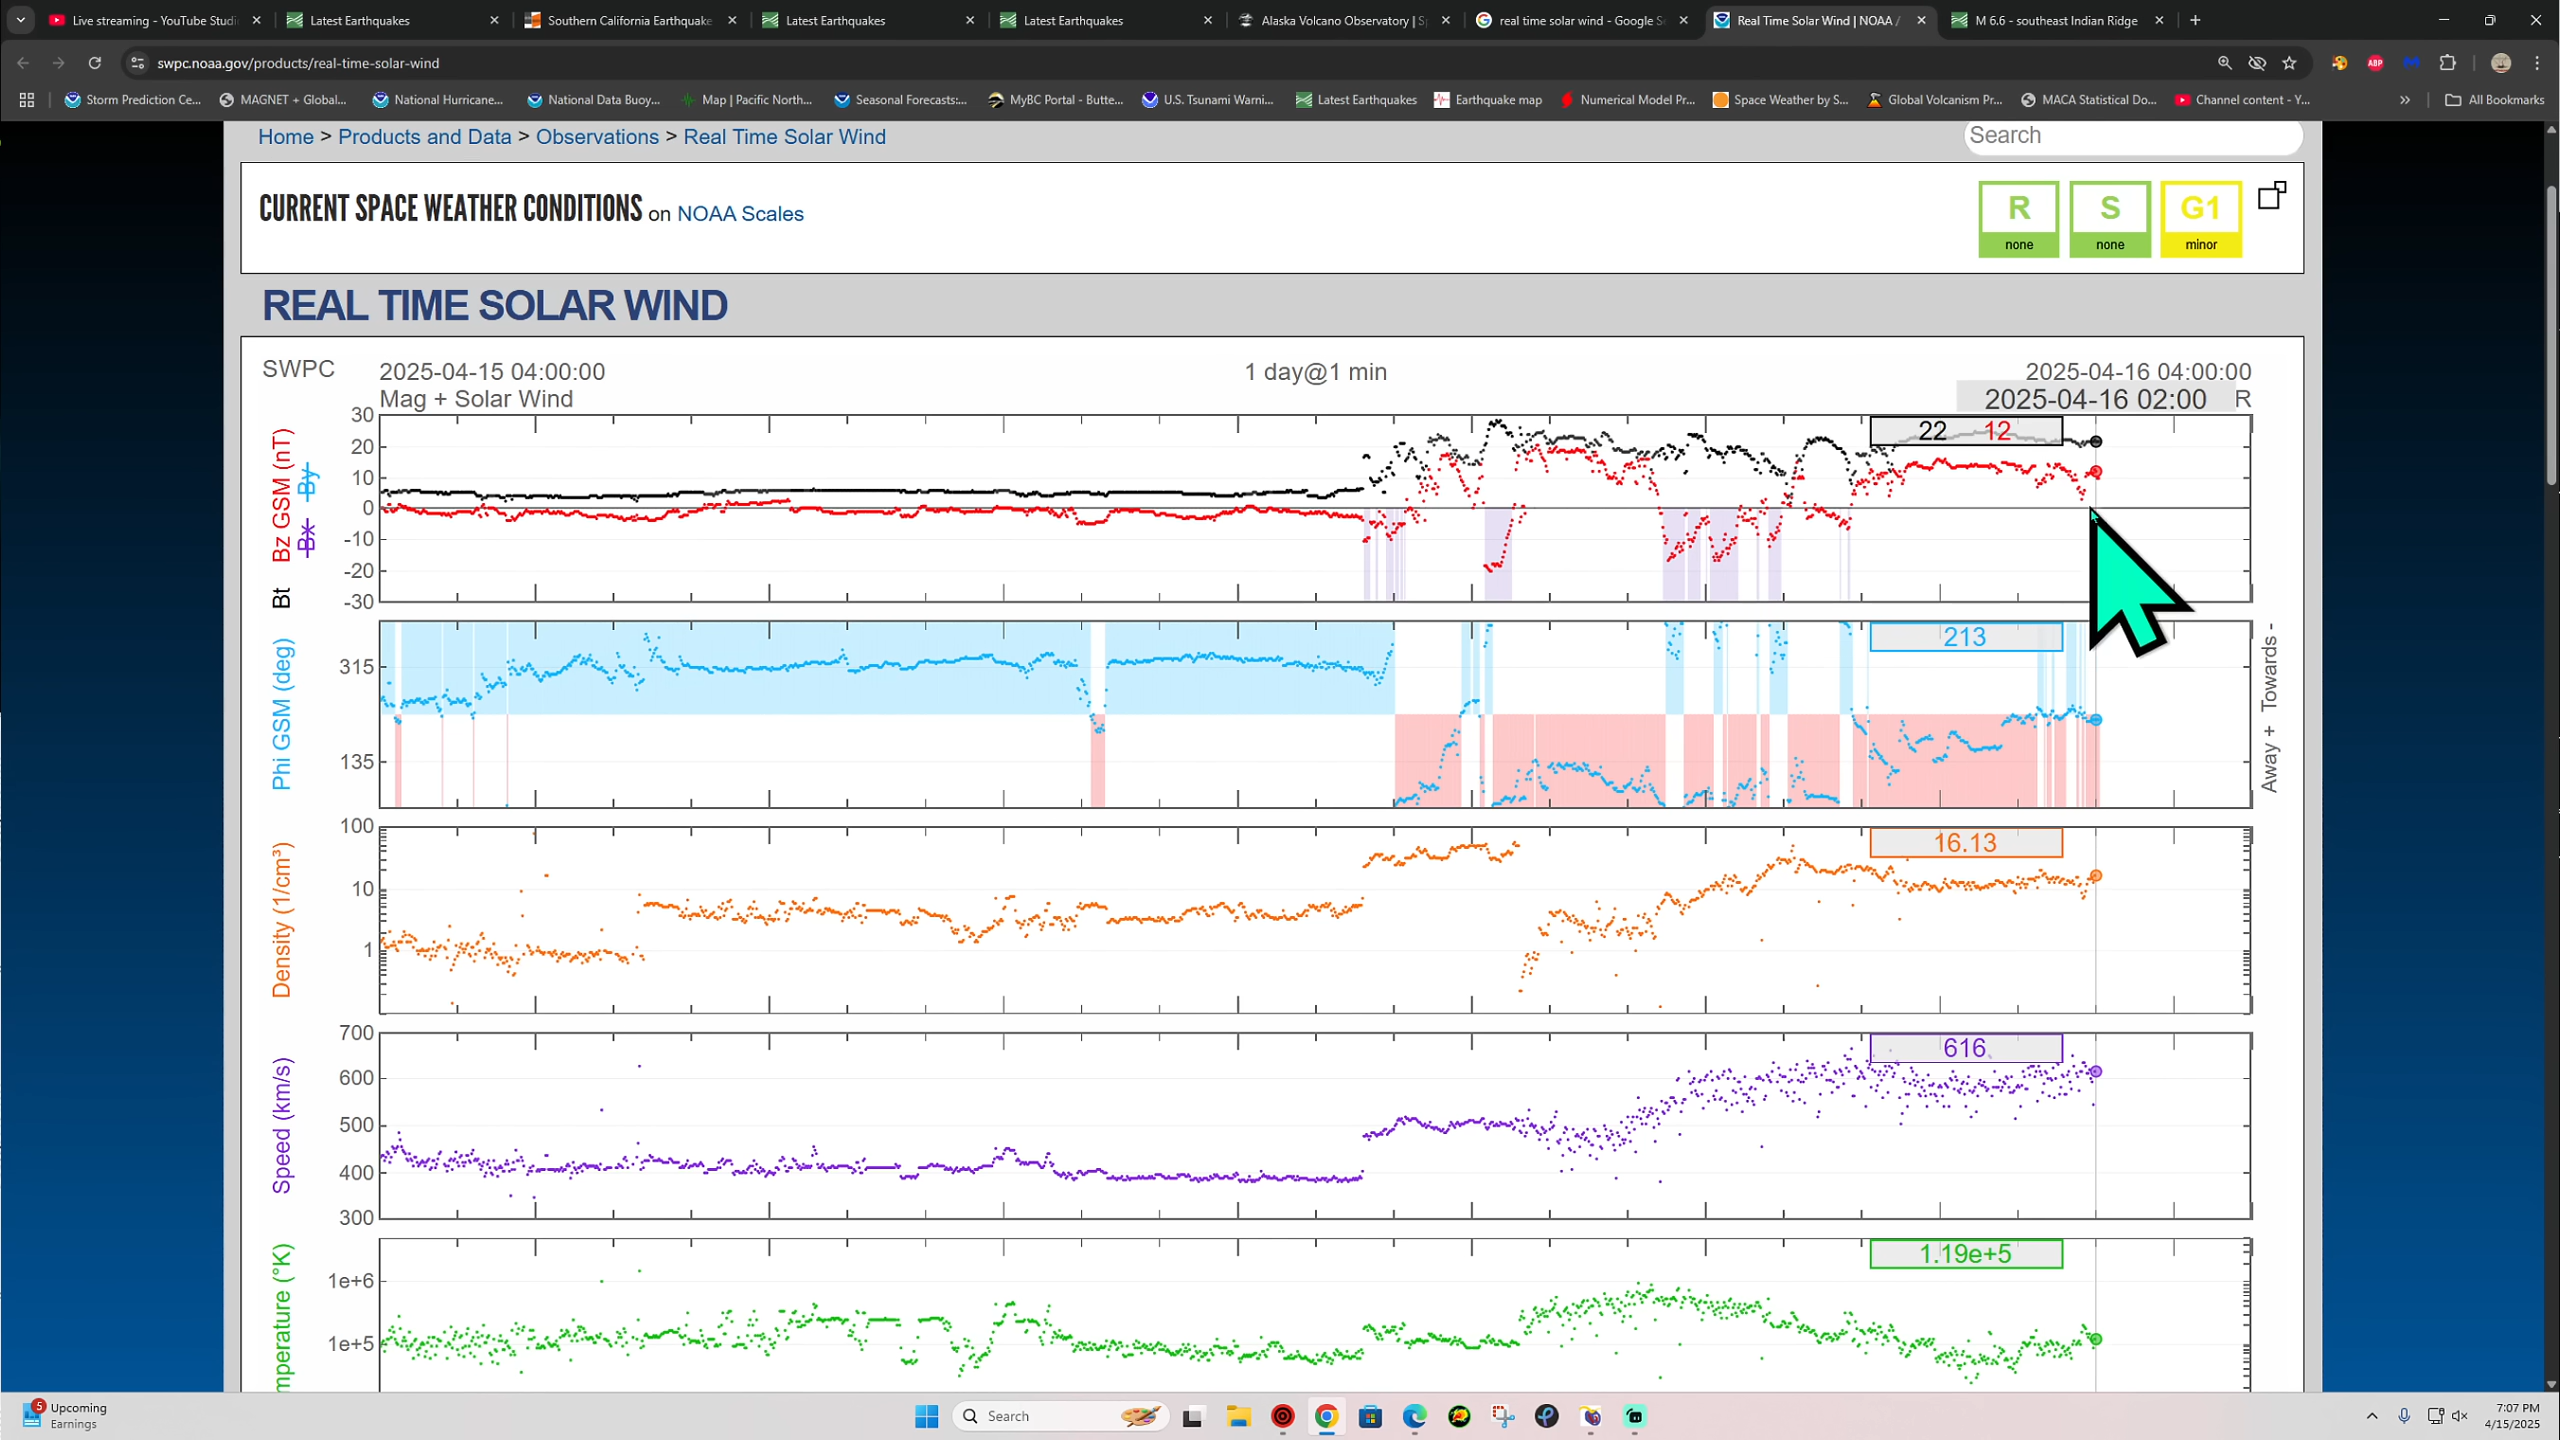 Live streaming - YouTube Studi
Latest Earthquakes
Southern California Earthquake
Latest Earthquakes
Latest Earthquakes
Alaska Volcano Observatory | S
real time solar wind - Google S
Real Time Solar Wind | NOAA /
M 6.6 - southeast Indian Ridge
swpc.noaa.gov/products/real-time-solar-wind
ABP
Storm Prediction Ce...
MAGNET + Global...
National Hurricane...
National Data Buoy...
Map | Pacific North...
Seasonal Forecasts:...
MyBC Portal - Butte...
U.S. Tsunami Warni...
Latest Earthquakes
Earthquake map
Numerical Model Pr...
Space Weather by S...
Global Volcanism Pr...
MACA Statistical Do...
Channel content - Y...
All Bookmarks
Home > Products and Data > Observations > Real Time Solar Wind
Search
CURRENT SPACE WEATHER CONDITIONS on NOAA Scales
R
none
S
none
G1
minor
REAL TIME SOLAR WIND
SWPC
2025-04-15 04:00:00
1 day@1 min
2025-04-16 04:00:00
Mag + Solar Wind
2025-04-16 02:00
R
Bt Bz GSM (nT)
Bx By
30
20
10
0
-10
-20
-30
22 12
Phi GSM (deg)
315
135
213
Away + Towards -
Density (1/cm³)
100
10
1
16.13
Speed (km/s)
700
600
500
400
300
616
mperature (°K)
1e+6
1e+5
1.19e+5
5
Upcoming
Earnings
Search
7:07 PM
4/15/2025